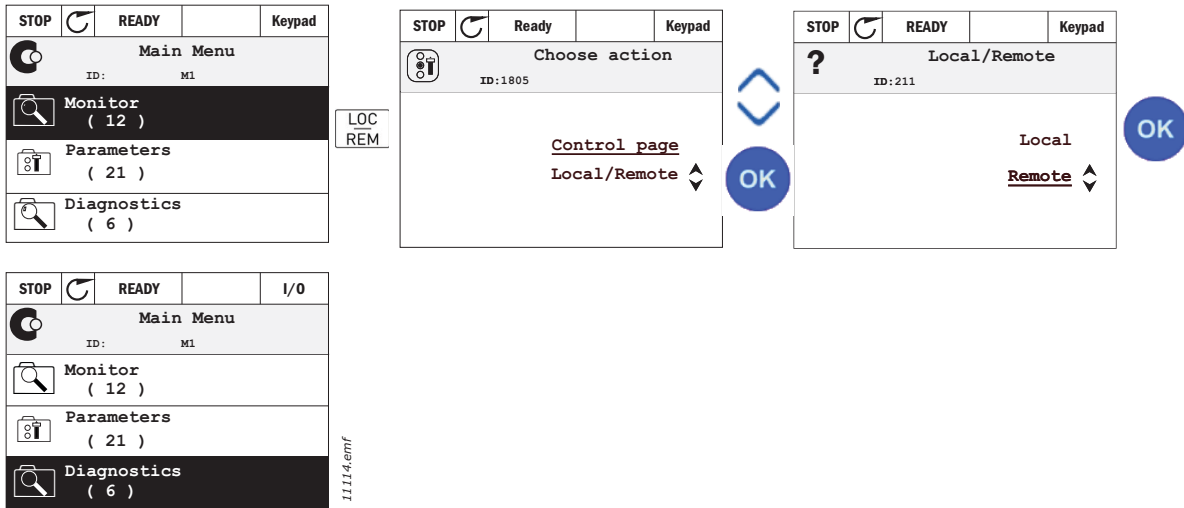 STOP READY Keypad
Main Menu
ID: M1
Monitor
( 12 )
Parameters
( 21 )
Diagnostics
( 6 )
LOC
REM
STOP Ready Keypad
Choose action
ID:1805
Control page
Local/Remote
OK
STOP READY Keypad
?
Local/Remote
ID:211
Local
Remote
OK
STOP READY I/O
Main Menu
ID: M1
Monitor
( 12 )
Parameters
( 21 )
Diagnostics
( 6 )
11114.emf